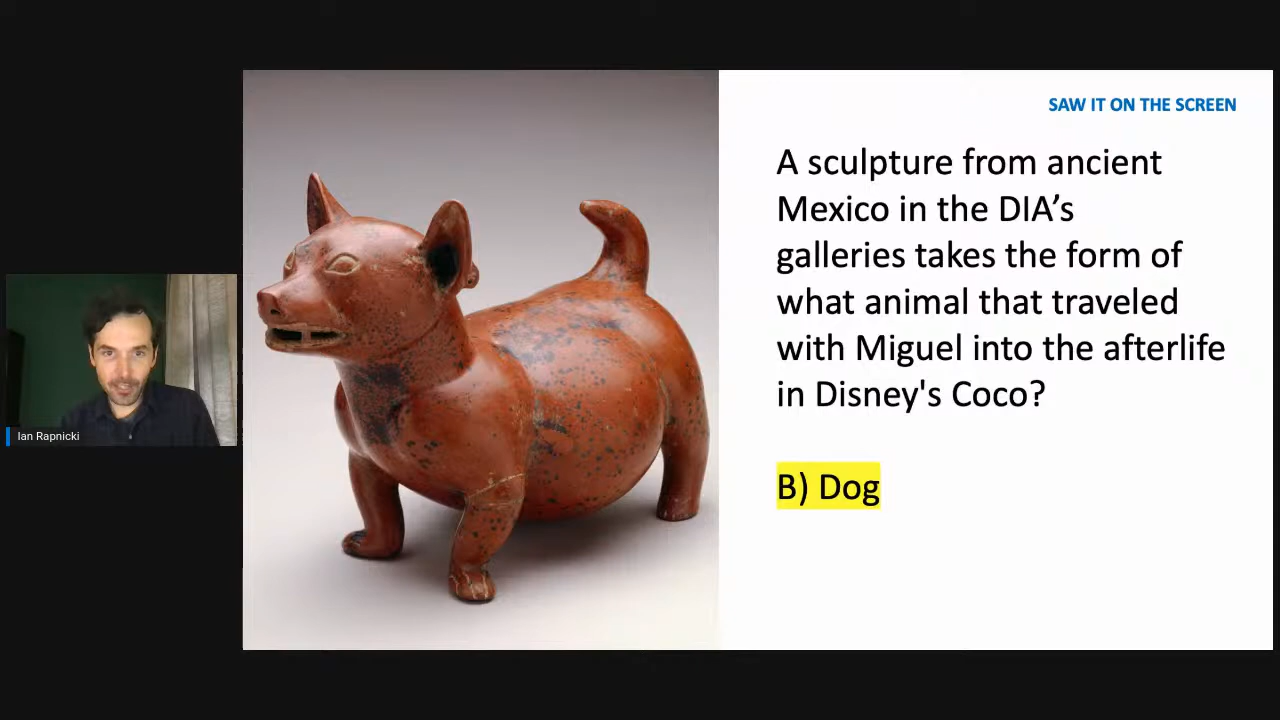 SAW IT ON THE SCREEN
A sculpture from ancient
Mexico in the DIA’s
galleries takes the form of
what animal that traveled
with Miguel into the afterlife
in Disney's Coco?
B) Dog
Ian Rapnicki